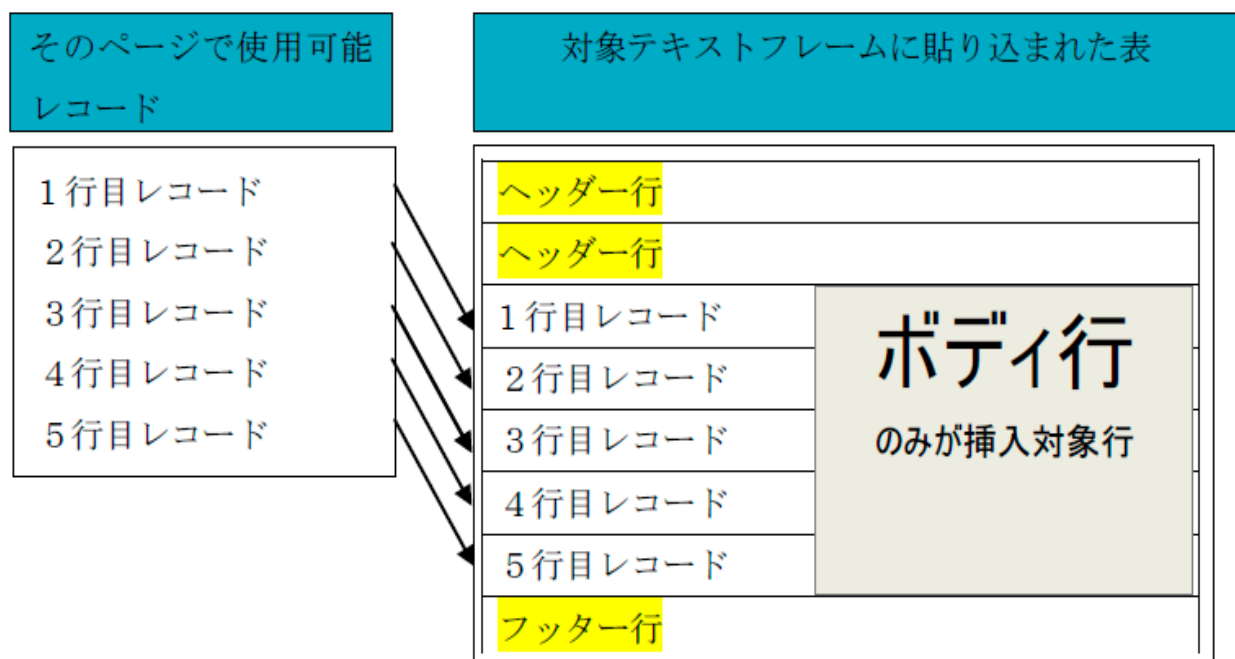 そのページで使用可能
レコード
対象テキストフレームに貼り込まれた表
1行目レコード
２行目レコード
３行目レコード
４行目レコード
５行目レコード
ヘッダー行
ヘッダー行
1行目レコード
２行目レコード
３行目レコード
４行目レコード
５行目レコード
フッター行
ボディ行
のみが挿入対象行